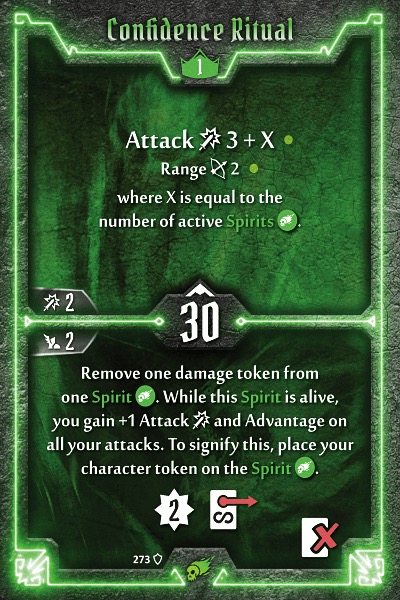 Confidence Ritual
1
Attack 3 + X
Range 2
where X is equal to the
number of active Spirits.
2
30
2
Remove one damage token from
one Spirit. While this Spirit is alive,
you gain +1 Attack and Advantage on
all your attacks. To signify this, place your
character token on the Spirit.
2 S X
273